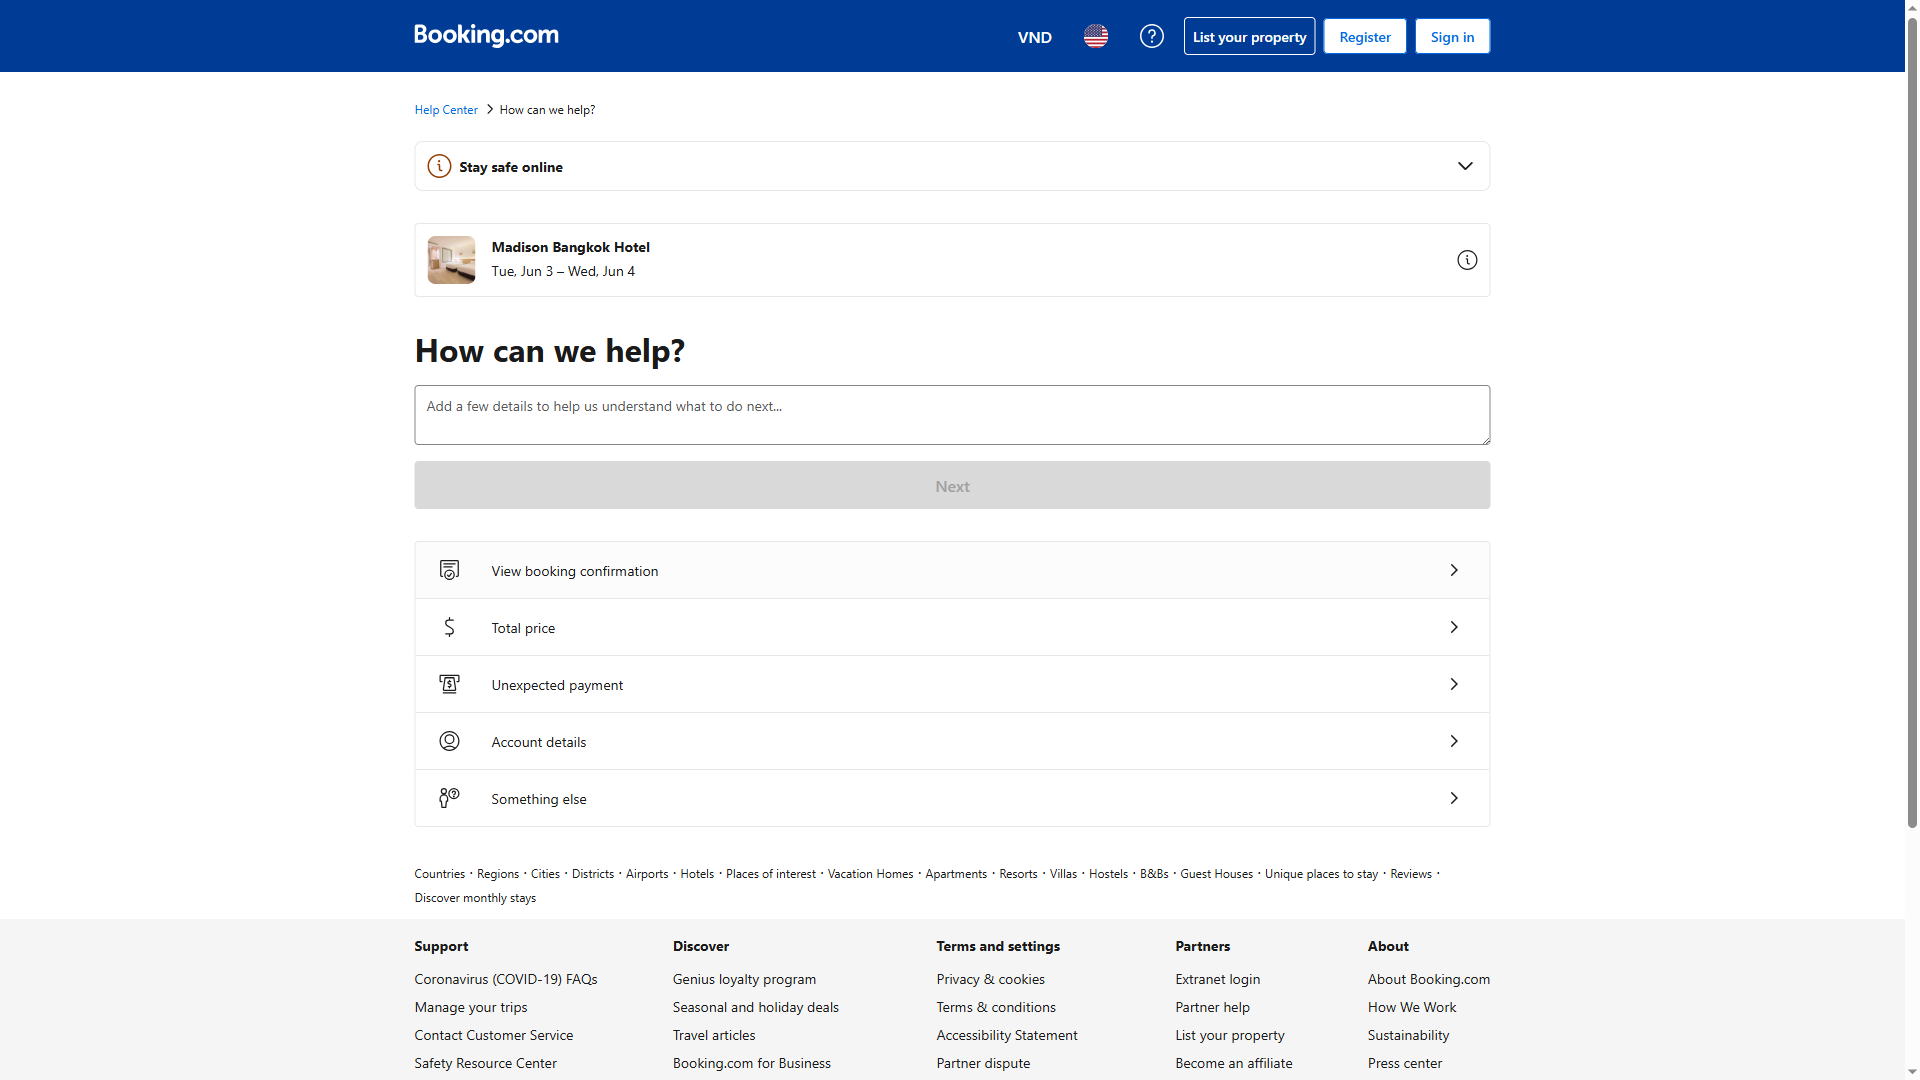 Booking.com
VND
List your property
Register
Sign in
Help Center
How can we help?
Stay safe online
Madison Bangkok Hotel
Tue, Jun 3 – Wed, Jun 4
How can we help?
Add a few details to help us understand what to do next...
Next
View booking confirmation
Total price
Unexpected payment
Account details
Something else
Countries · Regions · Cities · Districts · Airports · Hotels · Places of interest · Vacation Homes · Apartments · Resorts · Villas · Hostels · B&Bs · Guest Houses · Unique places to stay · Reviews ·
Discover monthly stays
Support
Coronavirus (COVID-19) FAQs
Manage your trips
Contact Customer Service
Safety Resource Center
Discover
Genius loyalty program
Seasonal and holiday deals
Travel articles
Booking.com for Business
Terms and settings
Privacy & cookies
Terms & conditions
Accessibility Statement
Partner dispute
Partners
Extranet login
Partner help
List your property
Become an affiliate
About
About Booking.com
How We Work
Sustainability
Press center